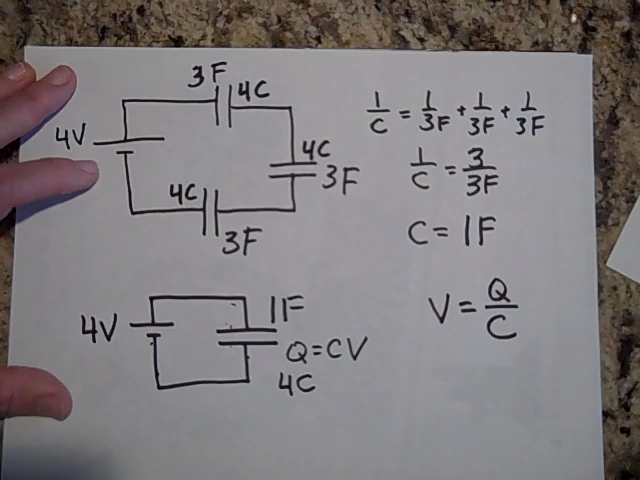 3F
4C
4V
4C
3F
4C
3F
1/C = 1/3F + 1/3F + 1/3F
1/C = 3/3F
C = 1F
4V
1F
Q=CV
4C
V = Q/C